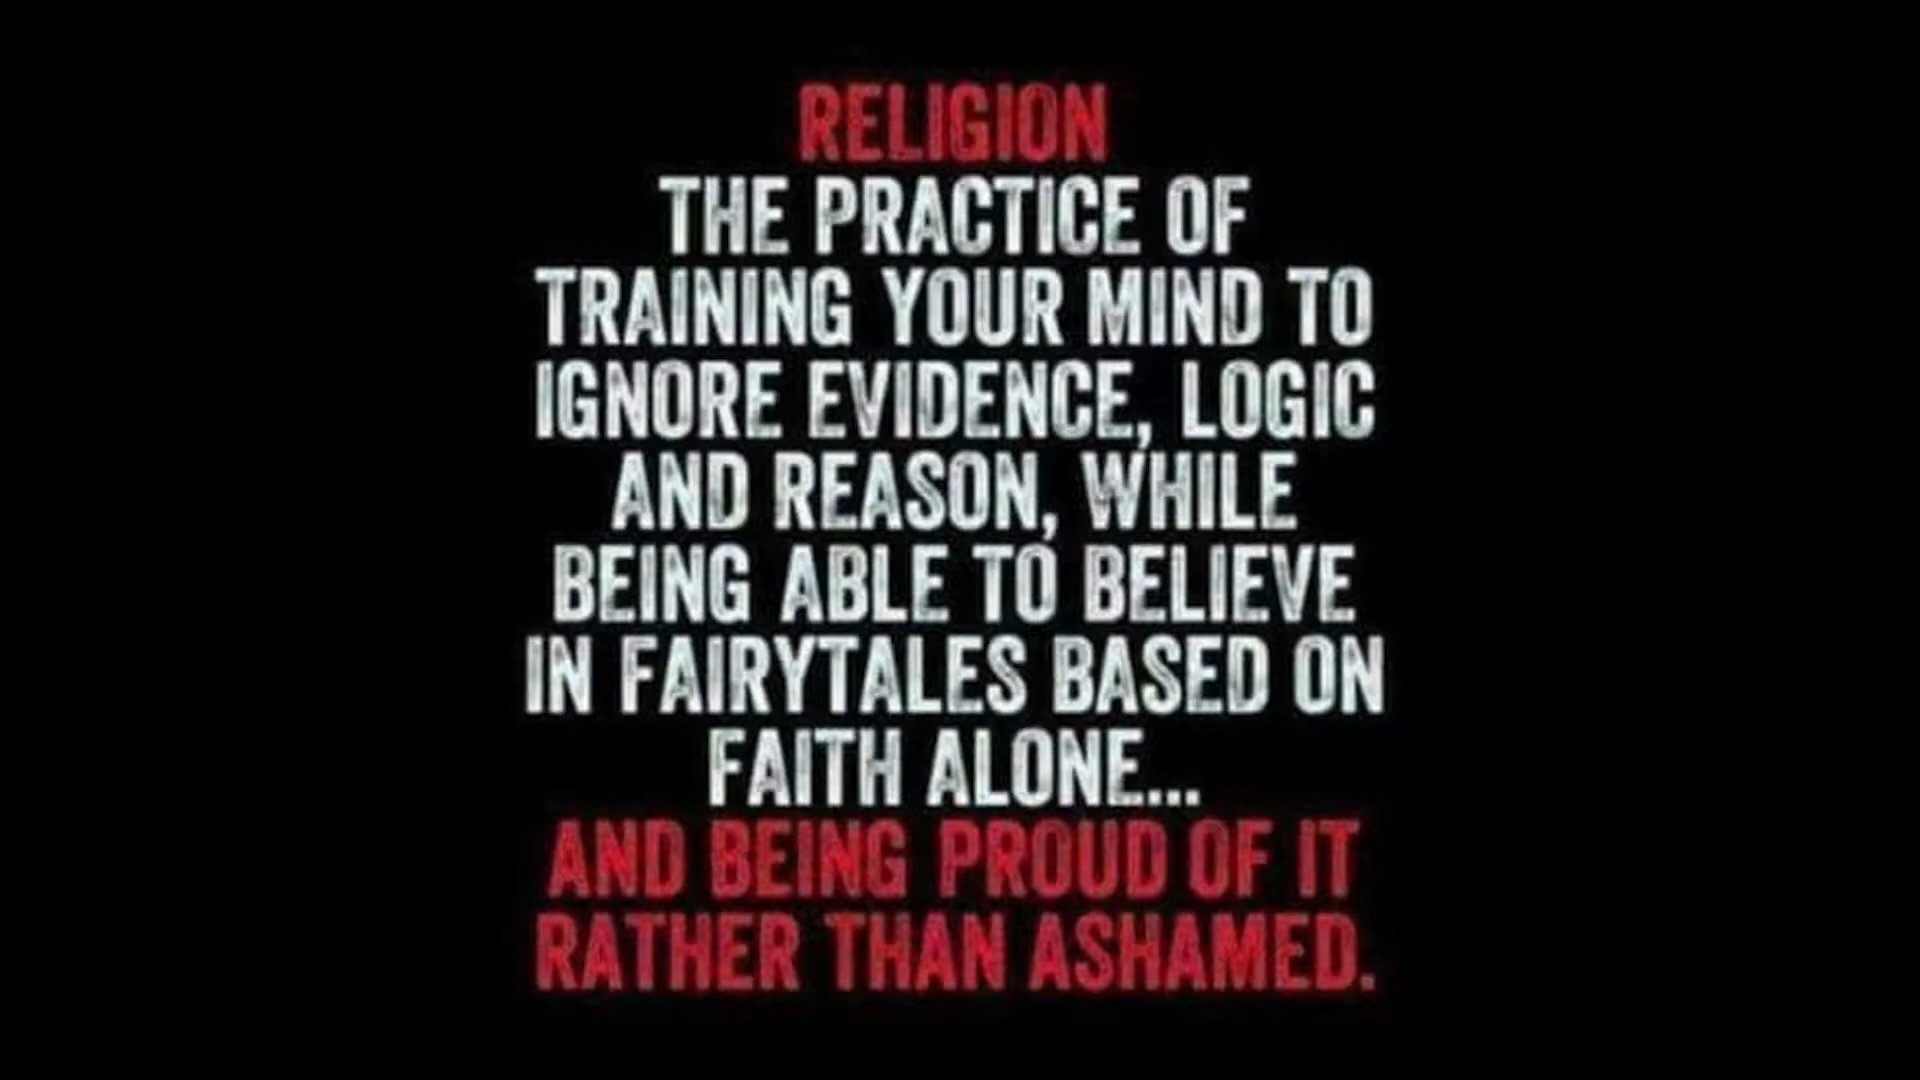 RELIGION
THE PRACTICE OF
TRAINING YOUR MIND TO
IGNORE EVIDENCE, LOGIC
AND REASON, WHILE
BEING ABLE TO BELIEVE
IN FAIRYTALES BASED ON
FAITH ALONE...
AND BEING PROUD OF IT
RATHER THAN ASHAMED.